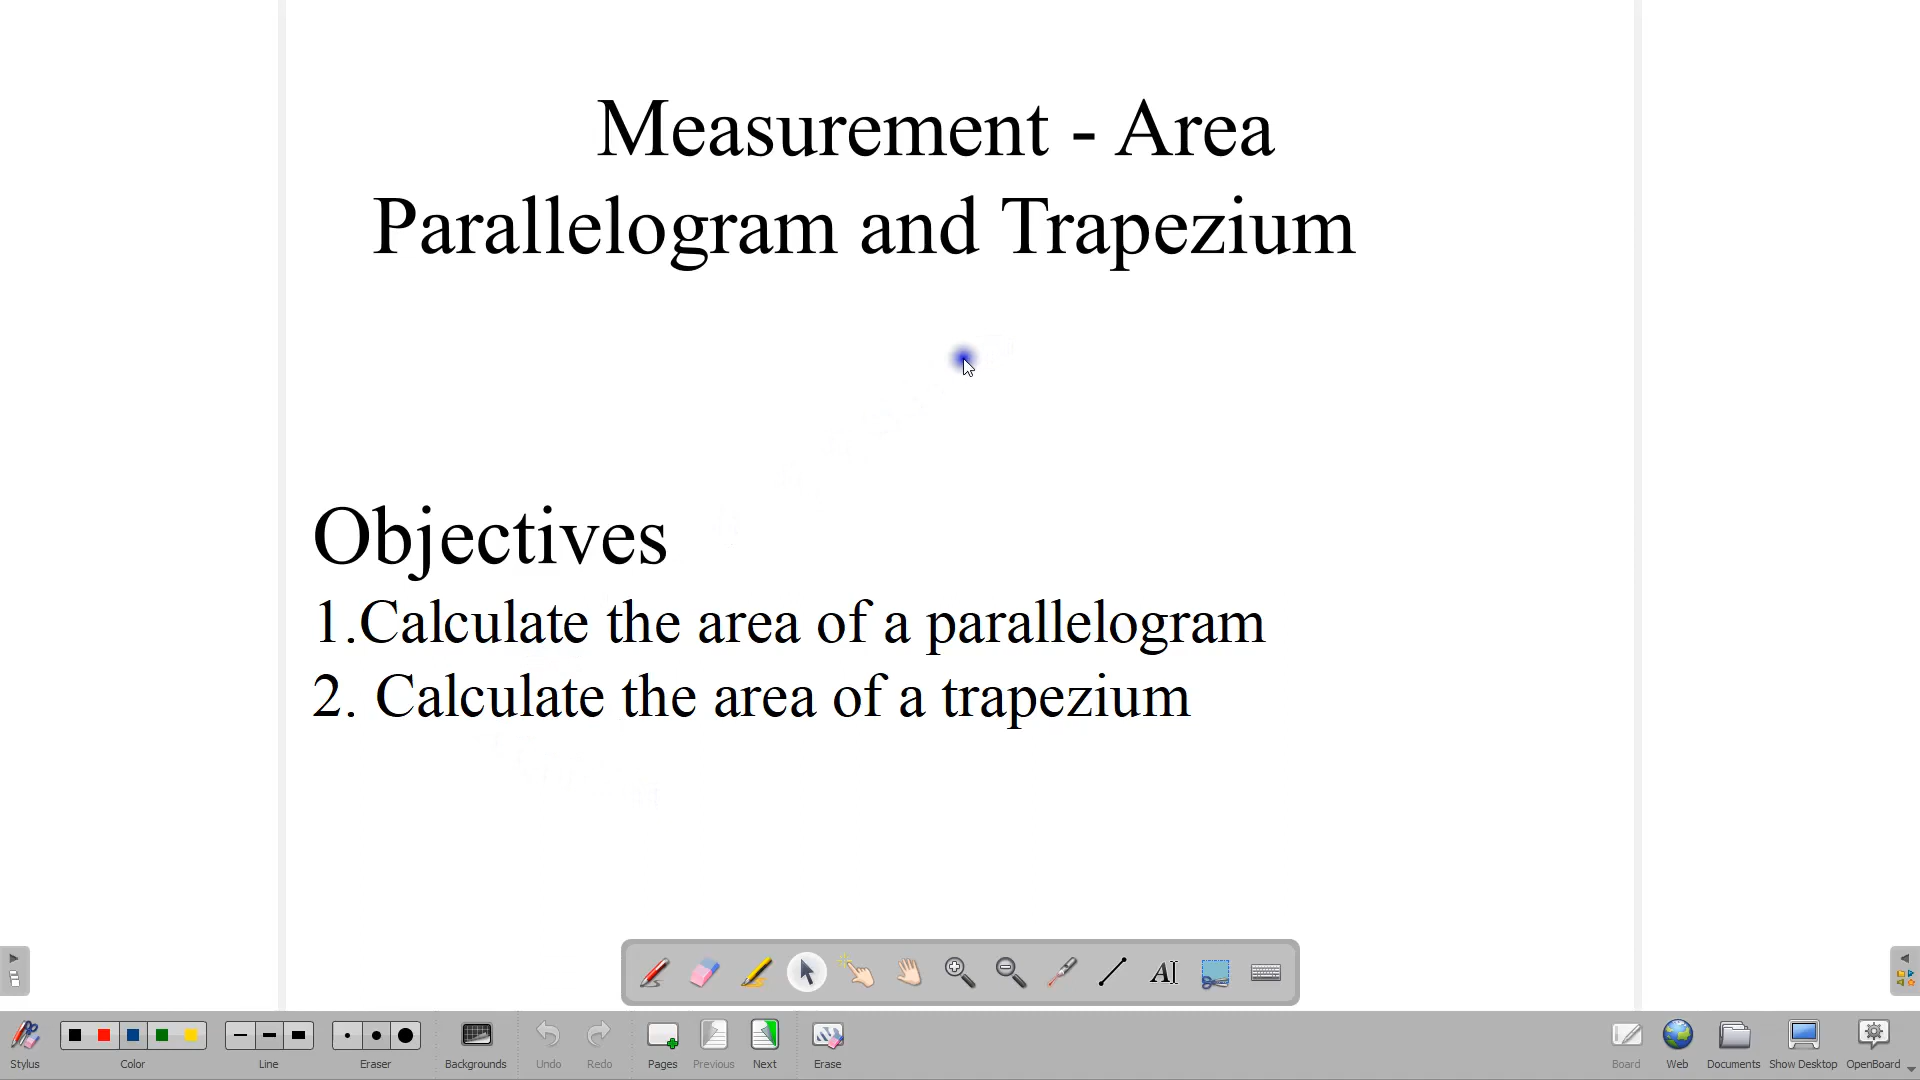 Measurement - Area
Parallelogram and Trapezium
Objectives
1.Calculate the area of a parallelogram
2. Calculate the area of a trapezium
AI
Stylus
Color
Line
Eraser
Backgrounds
Undo
Redo
Pages
Previous
Next
Erase
Board
Web
Documents
Show Desktop
OpenBoard